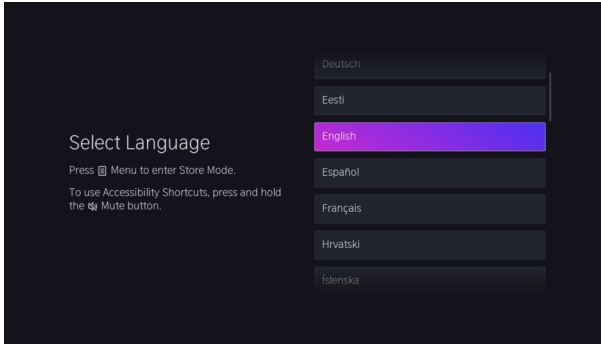 Select Language
Press Menu to enter Store Mode.
To use Accessibility Shortcuts, press and hold
the Mute button.
Deutsch
Eesti
English
Español
Français
Hrvatski
Íslenska